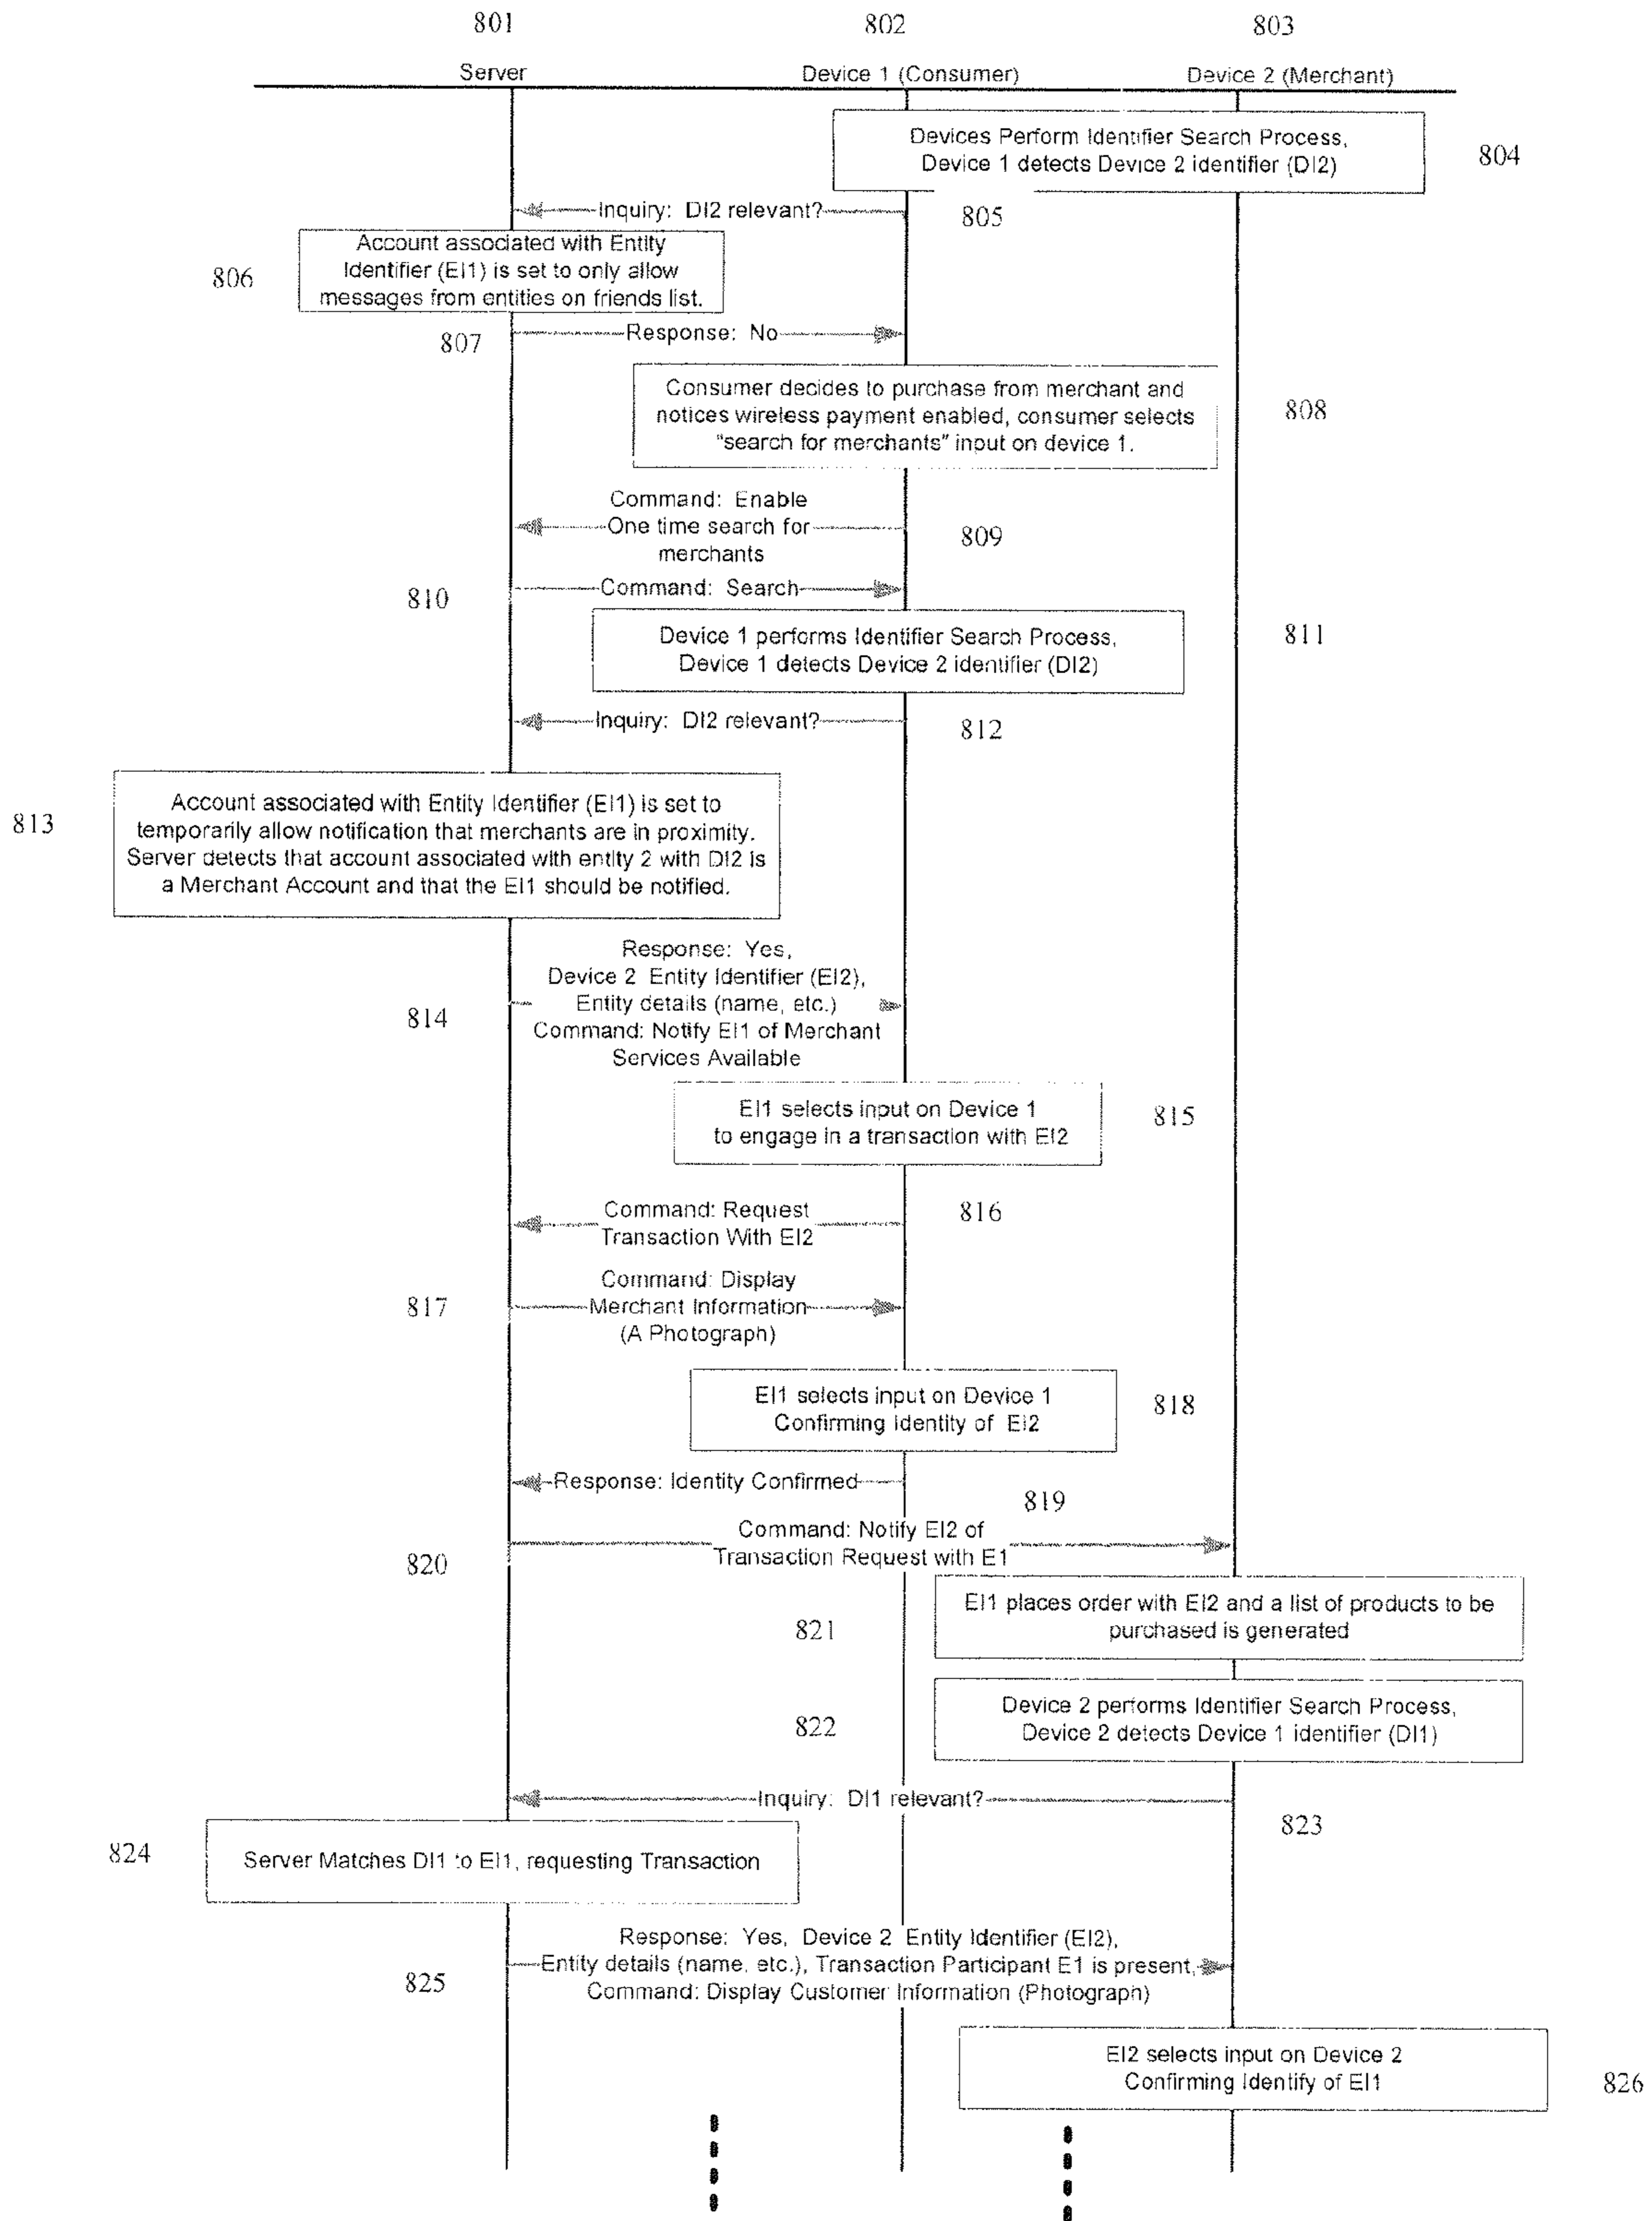 801
802
803
Server
Device 1 (Consumer)
Device 2 (Merchant)
Devices Perform Identifier Search Process,
Device 1 detects Device 2 identifier (DI2)
804
Inquiry: DI2 relevant?
805
806
Account associated with Entity
Identifier (EI1) is set to only allow
messages from entities on friends list.
807
Response: No
Consumer decides to purchase from merchant and
notices wireless payment enabled, consumer selects
"search for merchants" input on device 1.
808
Command: Enable
One time search for
merchants
809
810
Command: Search
Device 1 performs Identifier Search Process,
Device 1 detects Device 2 identifier (DI2)
811
Inquiry: DI2 relevant?
812
813
Account associated with Entity Identifier (EI1) is set to
temporarily allow notification that merchants are in proximity.
Server detects that account associated with entity 2 with DI2 is
a Merchant Account and that the EI1 should be notified.
814
Response: Yes,
Device 2 Entity Identifier (EI2),
Entity details (name, etc.)
Command: Notify EI1 of Merchant
Services Available
EI1 selects input on Device 1
to engage in a transaction with EI2
815
Command: Request
Transaction With EI2
816
817
Command: Display
Merchant Information
(A Photograph)
EI1 selects input on Device 1
Confirming Identity of EI2
818
Response: Identity Confirmed
819
820
Command: Notify EI2 of
Transaction Request with E1
821
EI1 places order with EI2 and a list of products to be
purchased is generated
822
Device 2 performs Identifier Search Process,
Device 2 detects Device 1 identifier (DI1)
Inquiry: DI1 relevant?
823
824
Server Matches DI1 to EI1, requesting Transaction
825
Response: Yes, Device 2 Entity Identifier (EI2),
Entity details (name, etc.), Transaction Participant E1 is present,
Command: Display Customer Information (Photograph)
EI2 selects input on Device 2
Confirming Identify of EI1
826